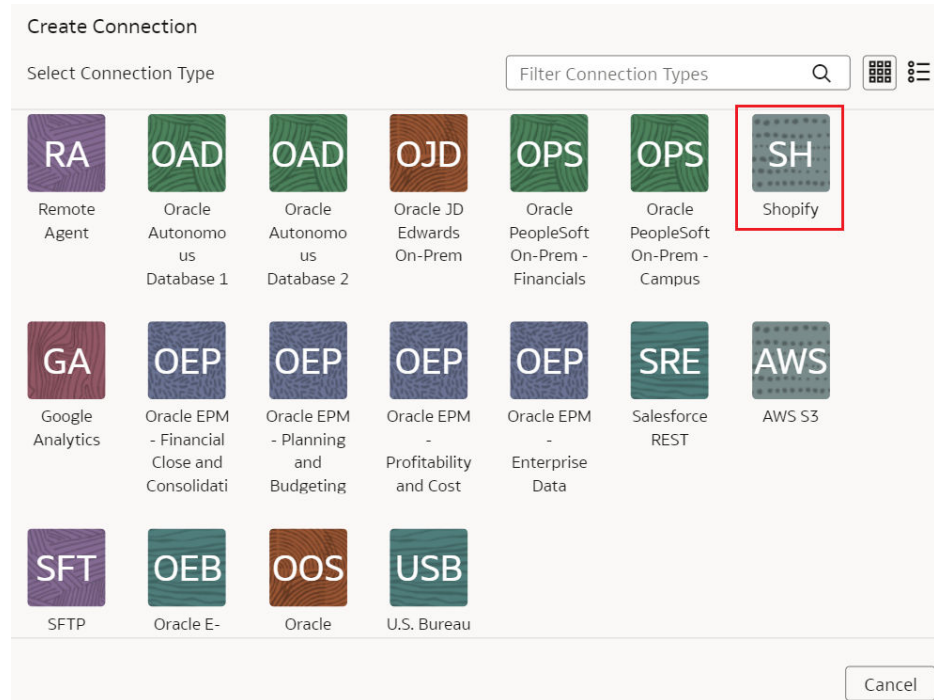 Create Connection
Select Connection Type
Filter Connection Types
RA
OAD
OAD
OJD
OPS
OPS
SH
Remote
Agent
Oracle
Autonomo
us
Database 1
Oracle
Autonomo
us
Database 2
Oracle JD
Edwards
On-Prem
Oracle
PeopleSoft
On-Prem -
Financials
Oracle
PeopleSoft
On-Prem -
Campus
Shopify
GA
OEP
OEP
OEP
OEP
SRE
AWS
Google
Analytics
Oracle EPM
- Financial
Close and
Consolidati
Oracle EPM
- Planning
and
Budgeting
Oracle EPM
-
Profitability
and Cost
Oracle EPM
-
Enterprise
Data
Salesforce
REST
AWS S3
SFT
OEB
OOS
USB
SFTP
Oracle E-
Oracle
U.S. Bureau
Cancel